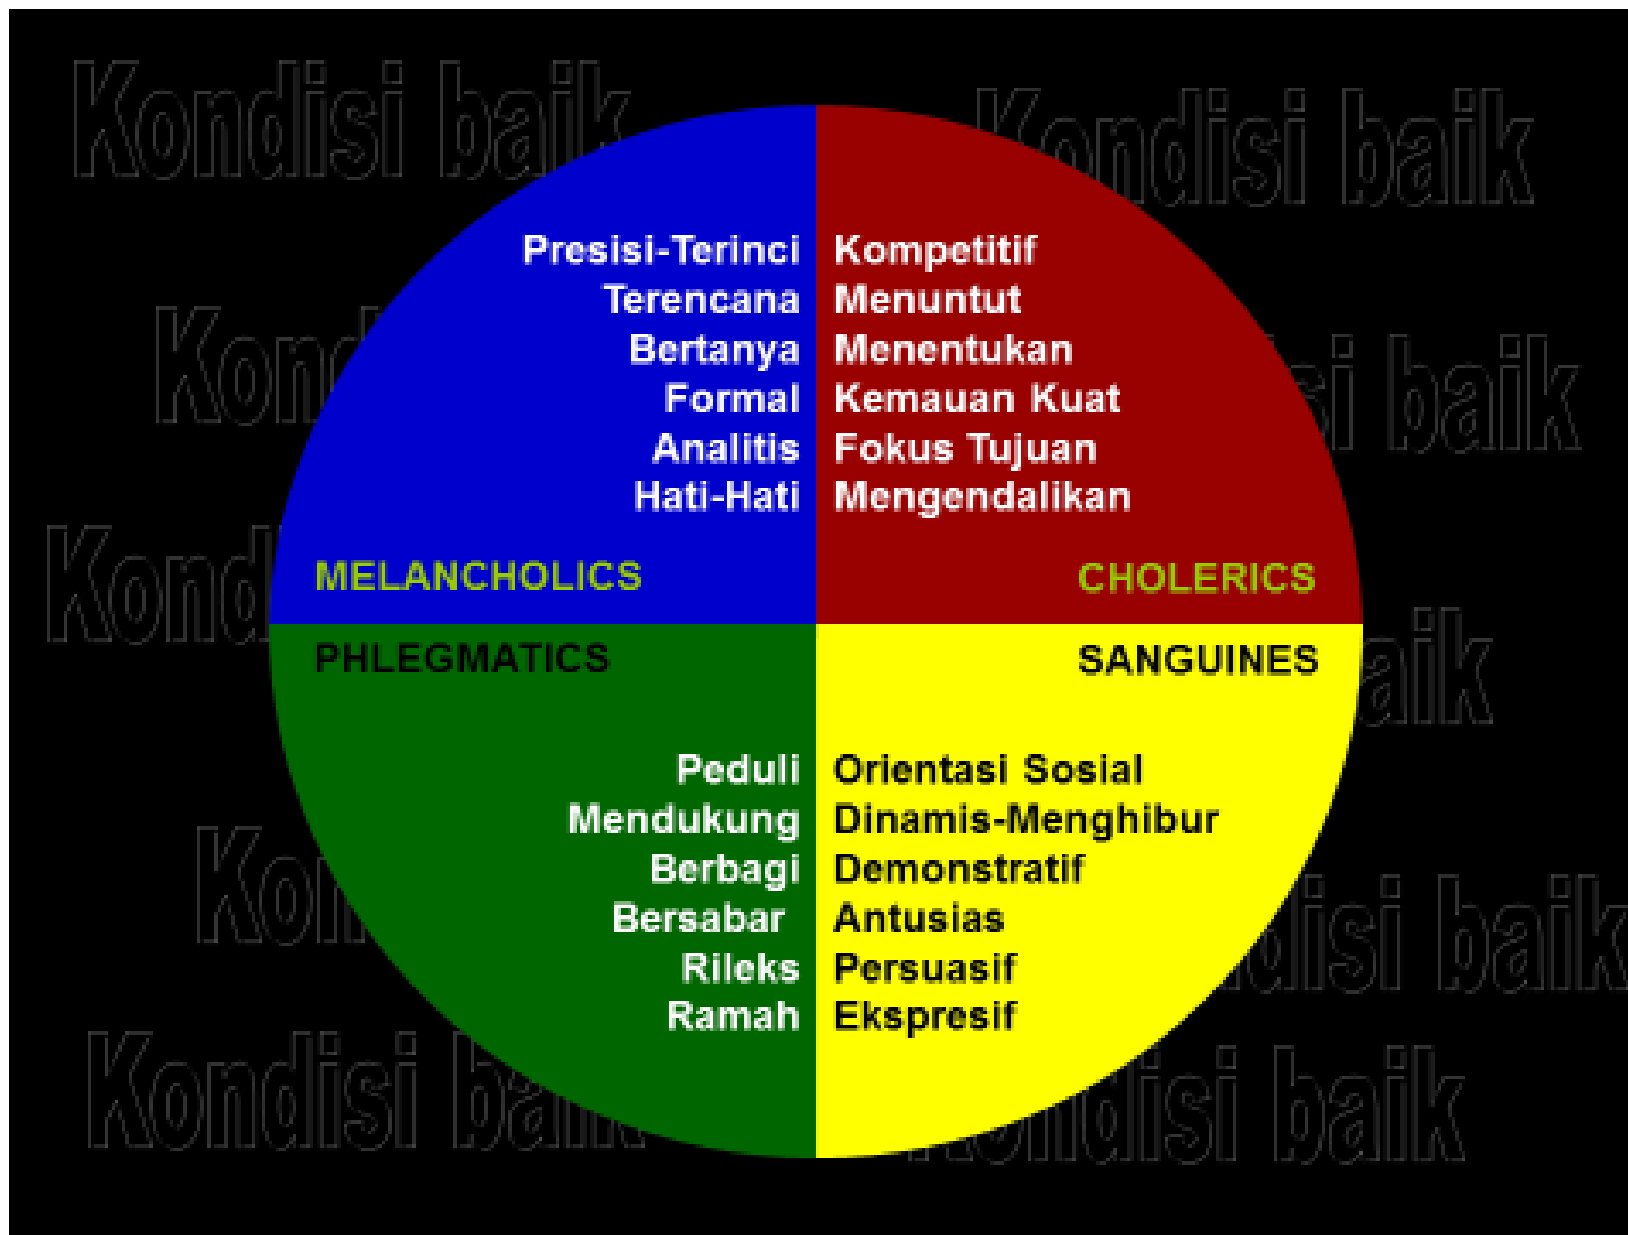 Kondisi baik
Kondisi baik
Presisi-Terinci
Terencana
Bertanya
Formal
Analitis
Hati-Hati
MELANCHOLICS
Kompetitif
Menuntut
Menentukan
Kemauan Kuat
Fokus Tujuan
Mengendalikan
CHOLERICS
PHLEGMATICS
Peduli
Mendukung
Berbagi
Bersabar
Rileks
Ramah
SANGUINES
Orientasi Sosial
Dinamis-Menghibur
Demonstratif
Antusias
Persuasif
Ekspresif
Kondisi baik
Kondisi baik